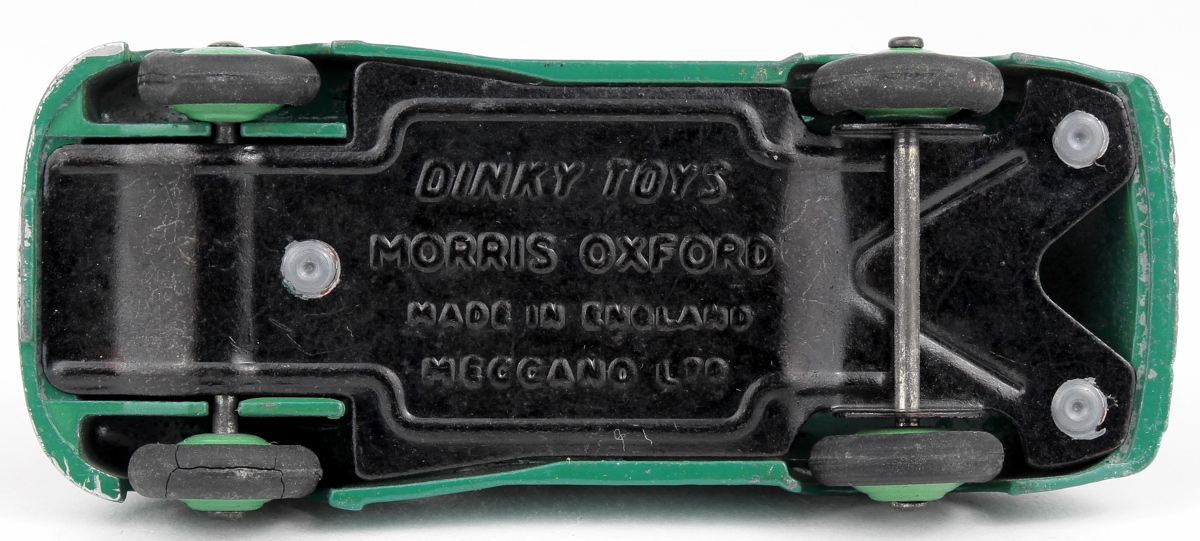 DINKY TOYS
MORRIS OXFORD
MADE IN ENGLAND
MECCANO LTD